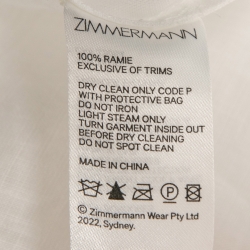 ZIMMERMANN
100% RAMIE
EXCLUSIVE OF TRIMS
DRY CLEAN ONLY CODE P
WITH PROTECTIVE BAG
DO NOT IRON
LIGHT STEAM ONLY
TURN GARMENT INSIDE OUT
BEFORE DRY CLEANING
DO NOT SPOT CLEAN
MADE IN CHINA
P
© Zimmermann Wear Pty Ltd
2022, Sydney.